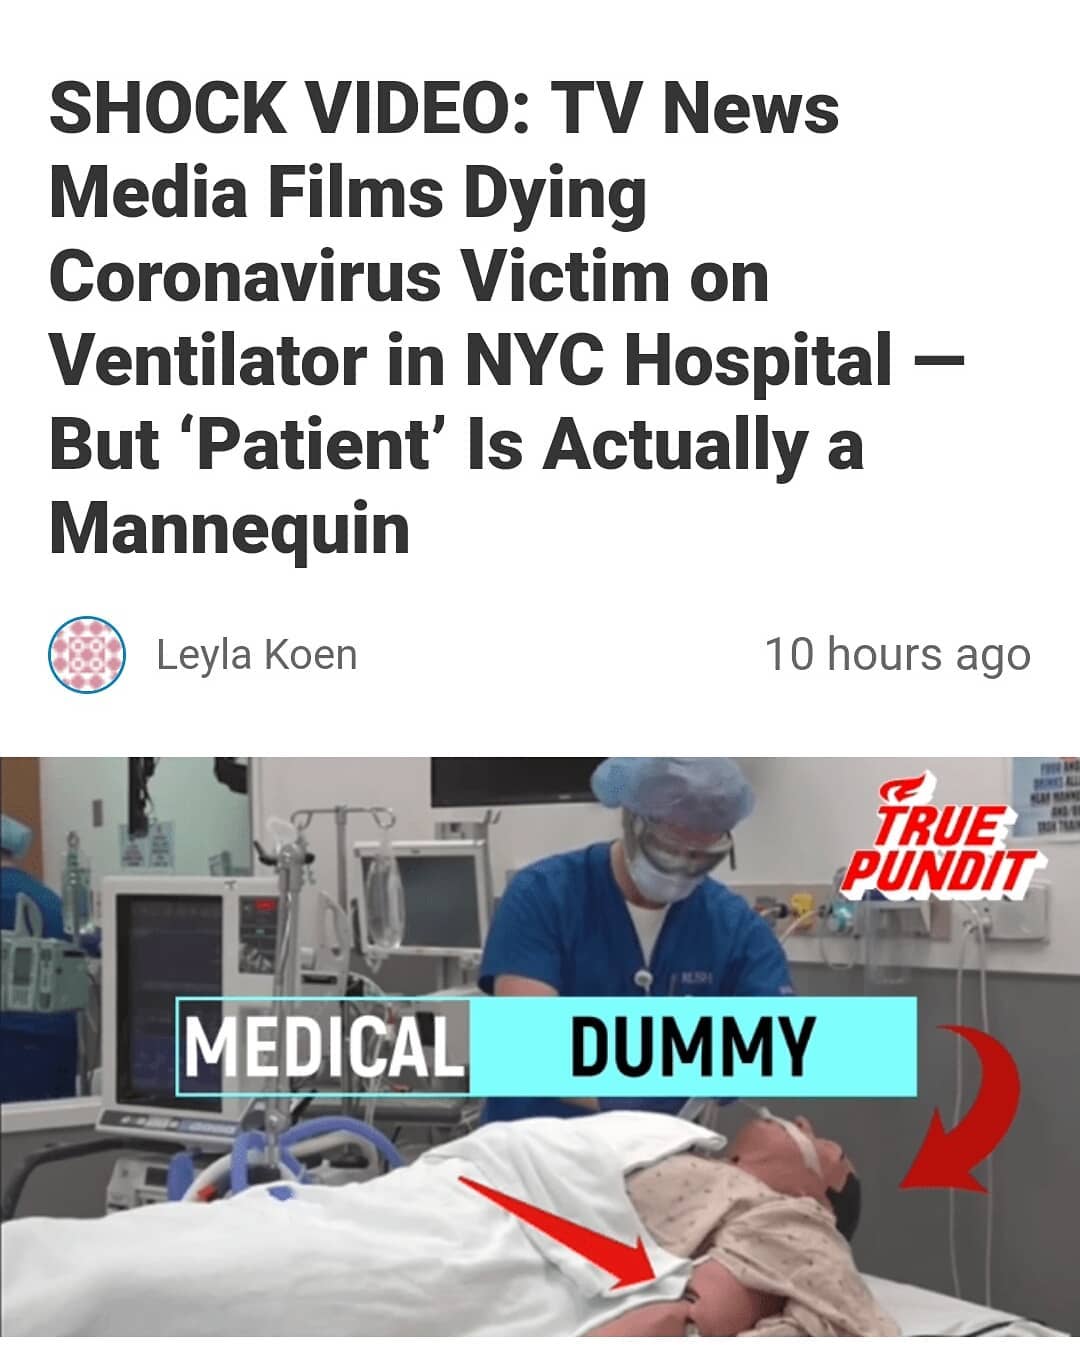 SHOCK VIDEO: TV News
Media Films Dying
Coronavirus Victim on
Ventilator in NYC Hospital —
But ‘Patient’ Is Actually a
Mannequin
Leyla Koen
10 hours ago
TRUE
PUNDIT
RUSH
MEDICAL DUMMY